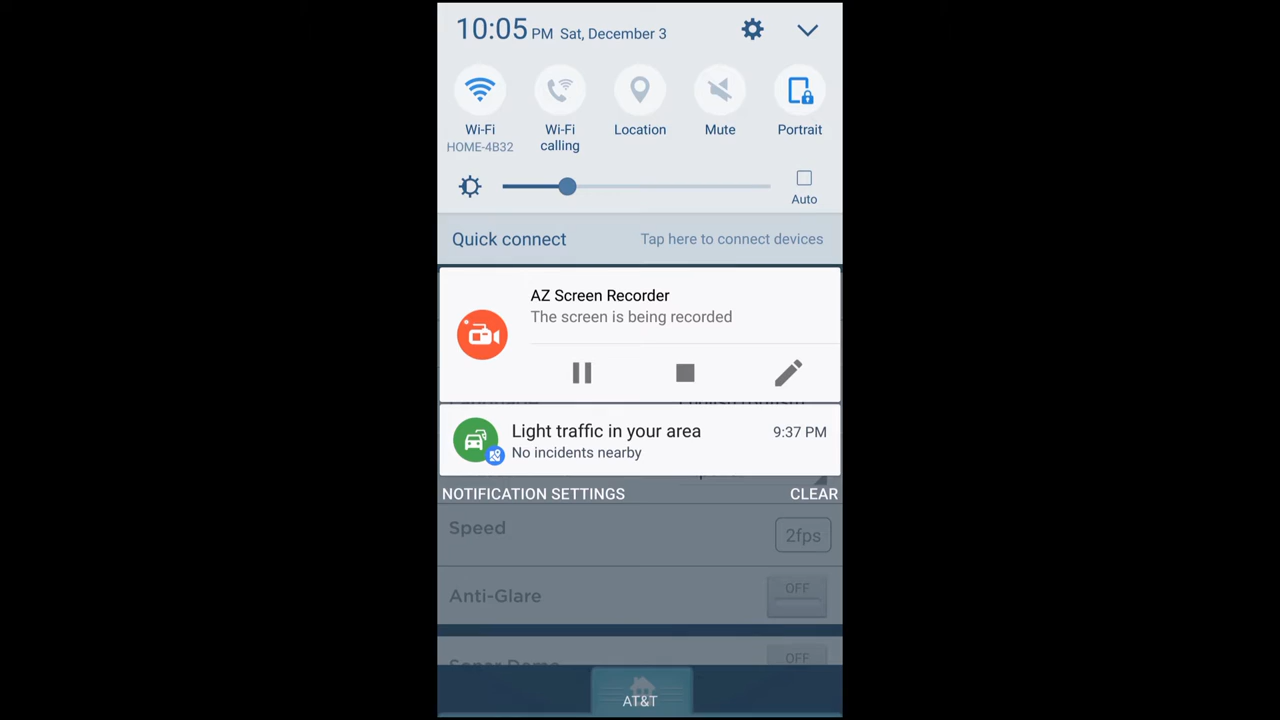 10:05 PM Sat, December 3
Wi-Fi
HOME-4B32
Wi-Fi
calling
Location
Mute
Portrait
Auto
Quick connect Tap here to connect devices
AZ Screen Recorder
The screen is being recorded
Light traffic in your area 9:37 PM
No incidents nearby
NOTIFICATION SETTINGS CLEAR
Speed 2fps
Anti-Glare OFF
Sonar Demo OFF
AT&T